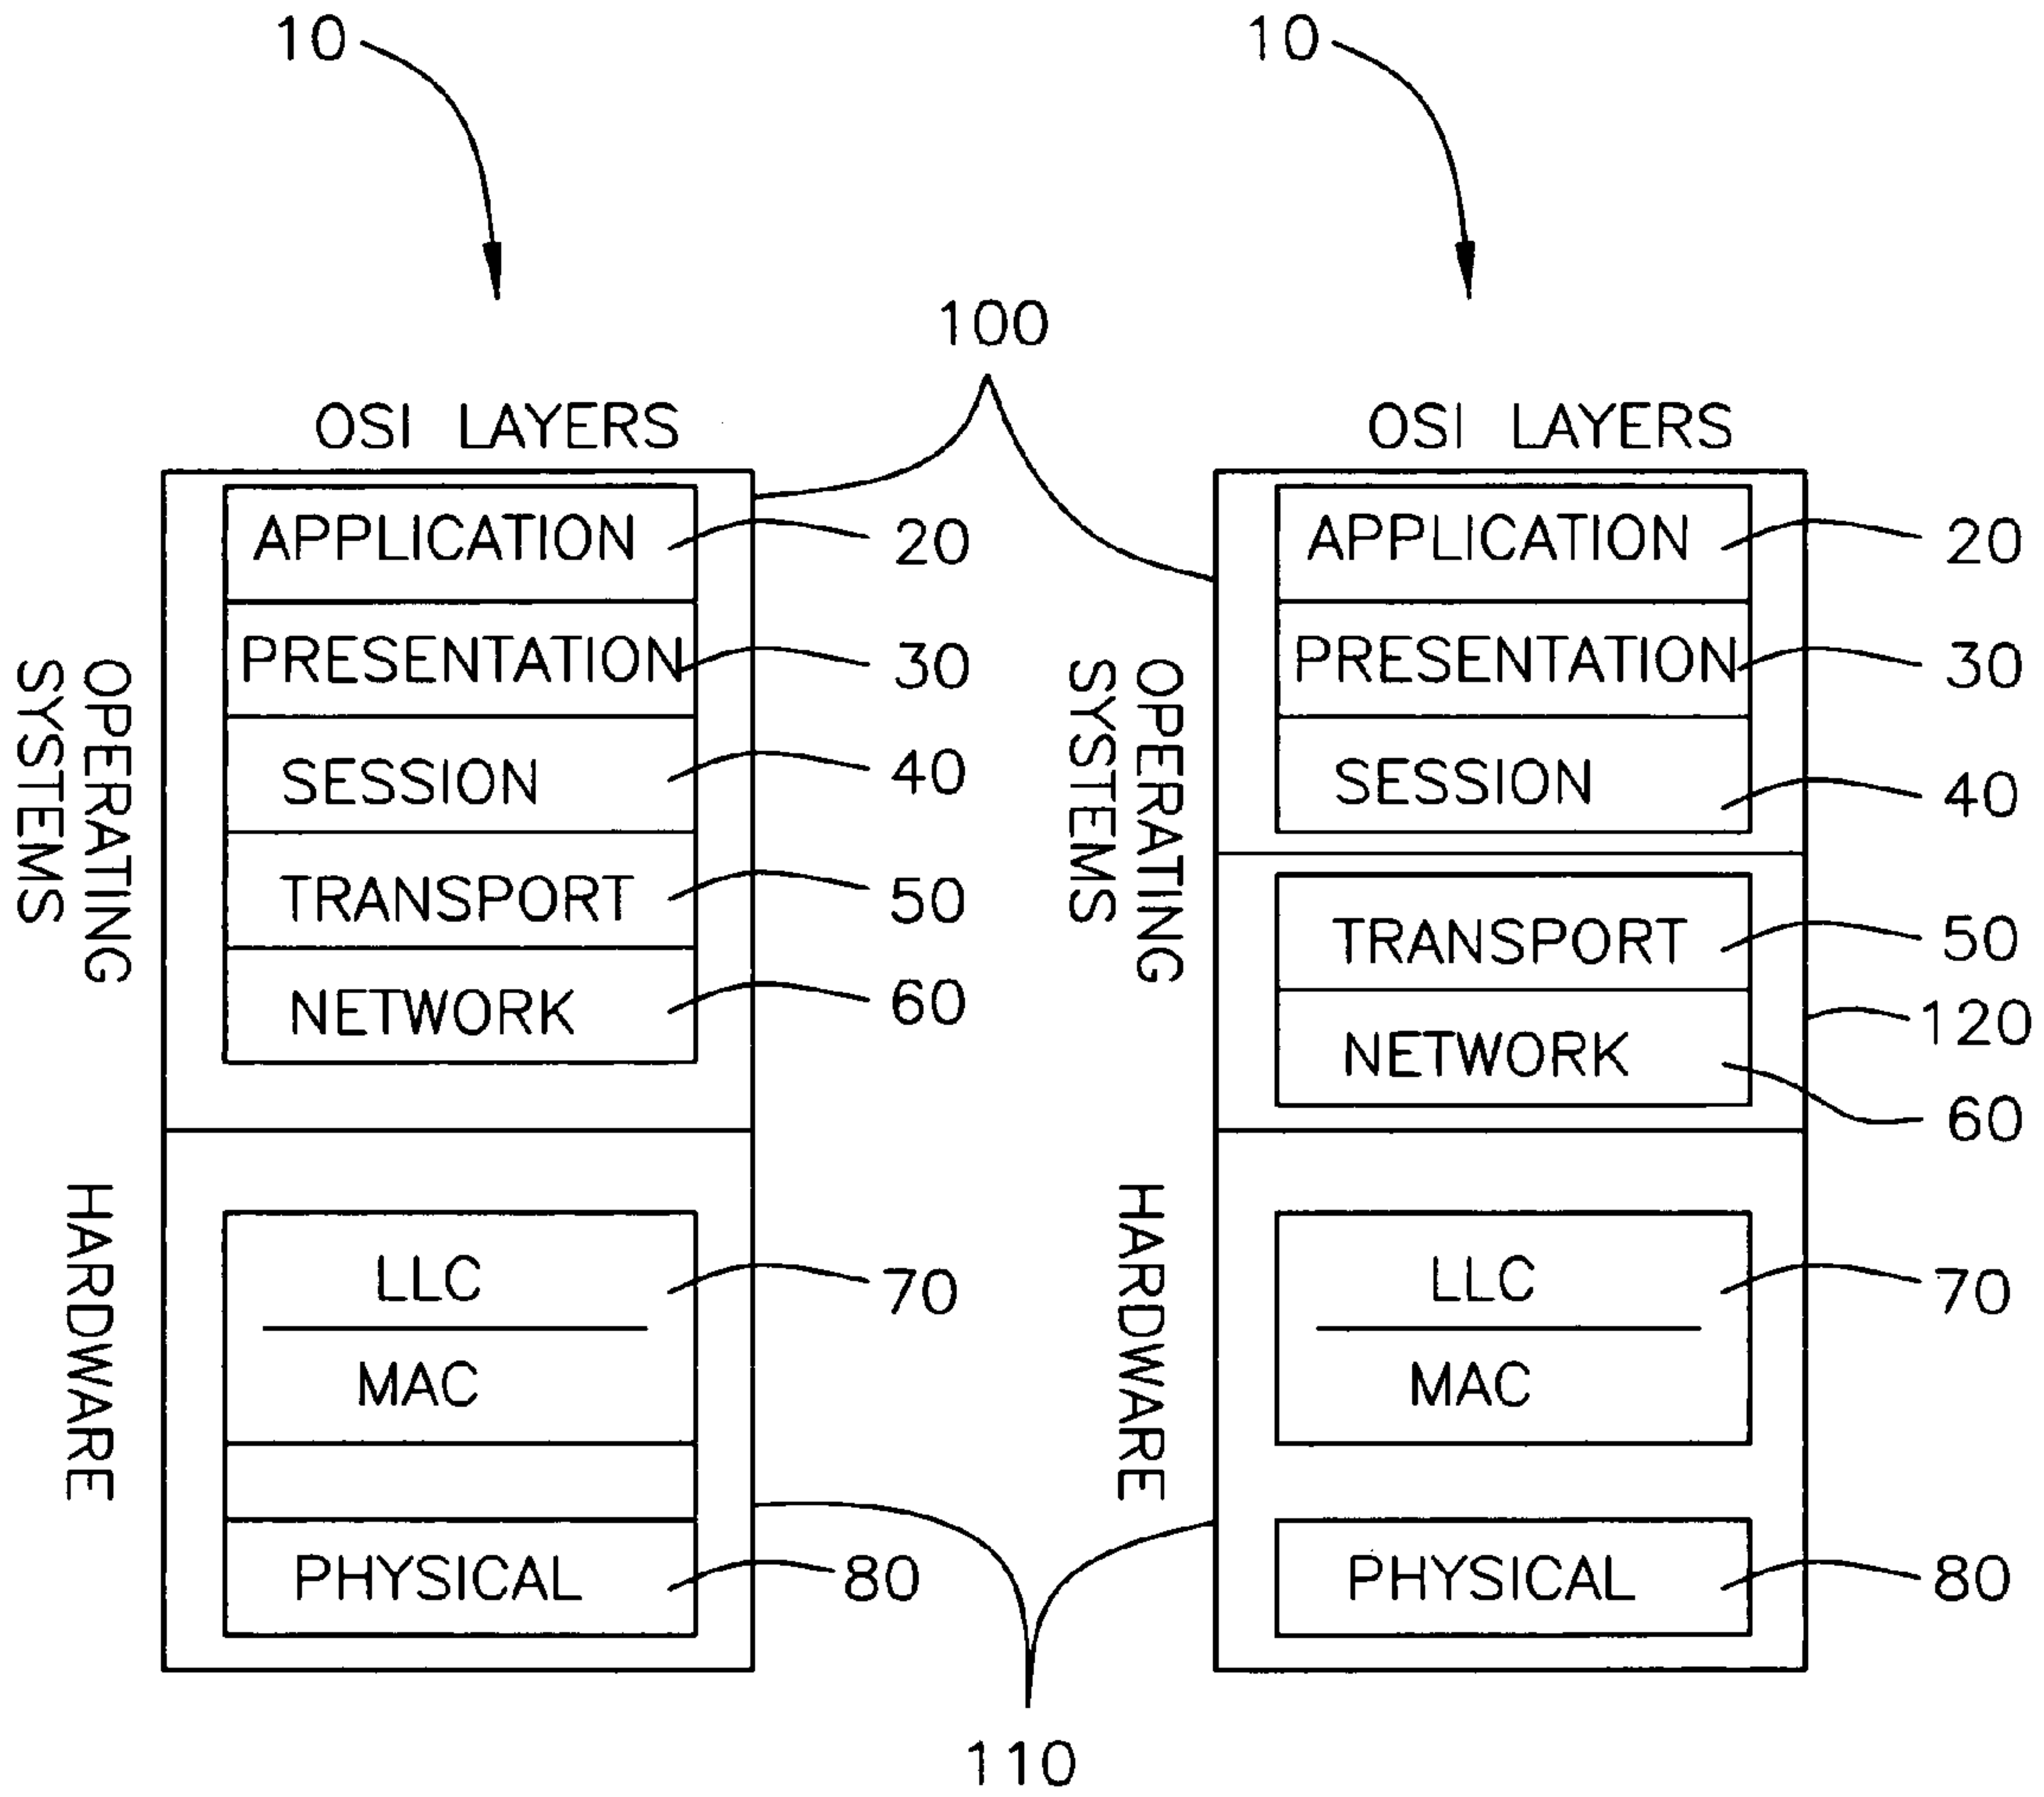 10
10
100
OSI LAYERS
OSI LAYERS
OPERATING
SYSTEMS
APPLICATION
20
PRESENTATION
30
SESSION
40
TRANSPORT
50
NETWORK
60
HARDWARE
LLC
70
MAC
PHYSICAL
80
OPERATING
SYSTEMS
APPLICATION
20
PRESENTATION
30
SESSION
40
TRANSPORT
50
120
NETWORK
60
HARDWARE
LLC
70
MAC
PHYSICAL
80
110